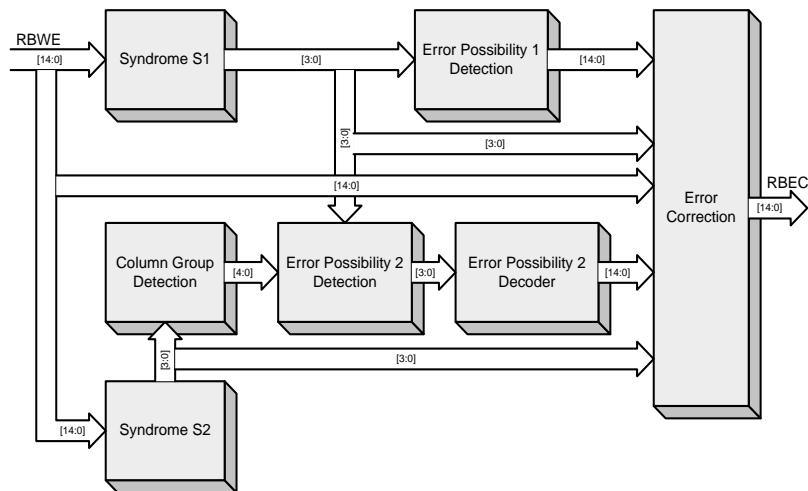 RBWE
[14:0]
Syndrome S1
[3:0]
Error Possibility 1
Detection
[14:0]
[3:0]
[3:0]
[14:0]
Error
Correction
RBEC
[14:0]
Column Group
Detection
[4:0]
Error Possibility 2
Detection
[3:0]
Error Possibility 2
Decoder
[14:0]
[3:0]
[3:0]
[14:0]
Syndrome S2